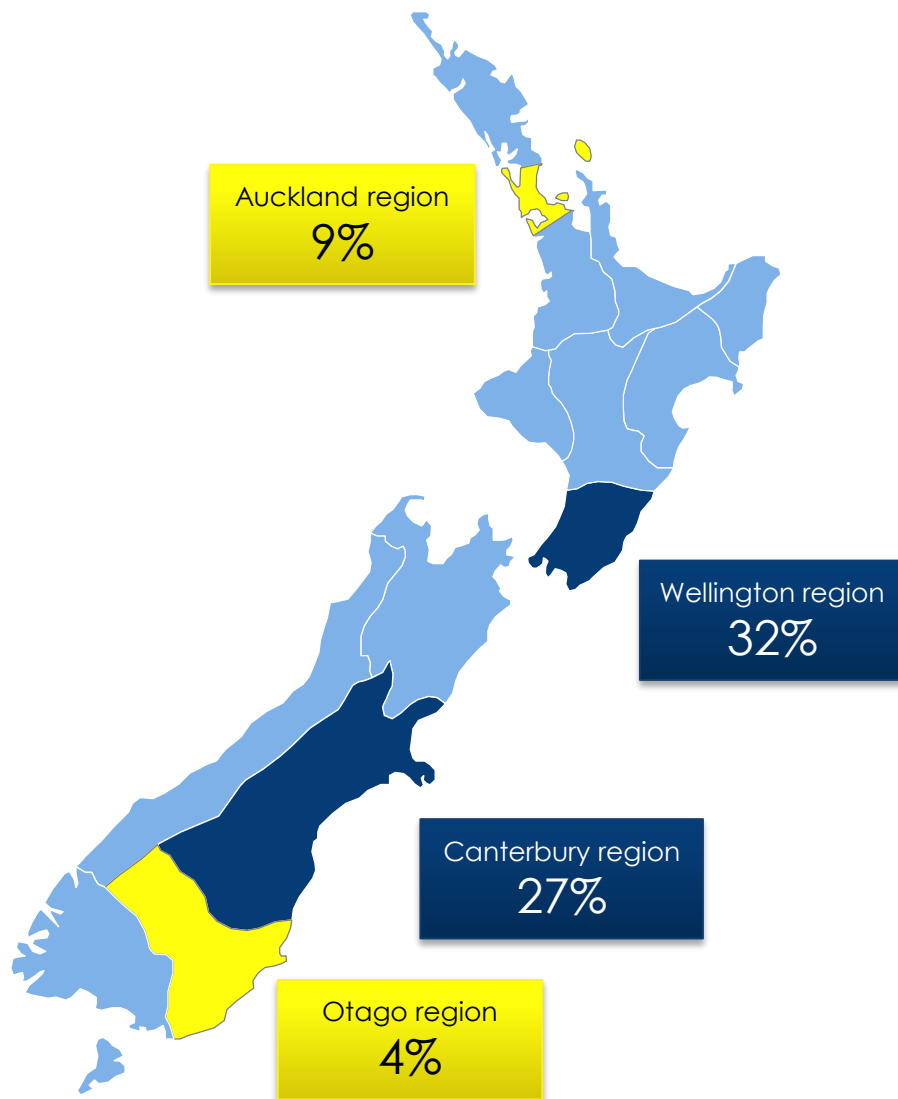 Auckland region
9%
Wellington region
32%
Canterbury region
27%
Otago region
4%